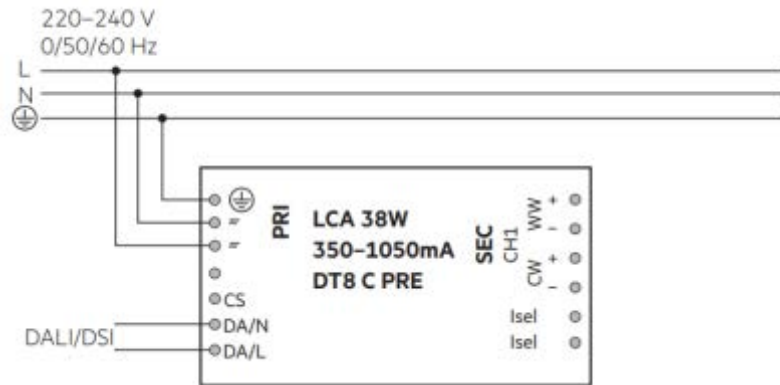 220–240 V
0/50/60 Hz
L
N
PRI
LCA 38W
350–1050mA
DT8 C PRE
SEC
CH1
WW + −
CW + −
Isel
Isel
CS
DALI/DSI
DA/N
DA/L